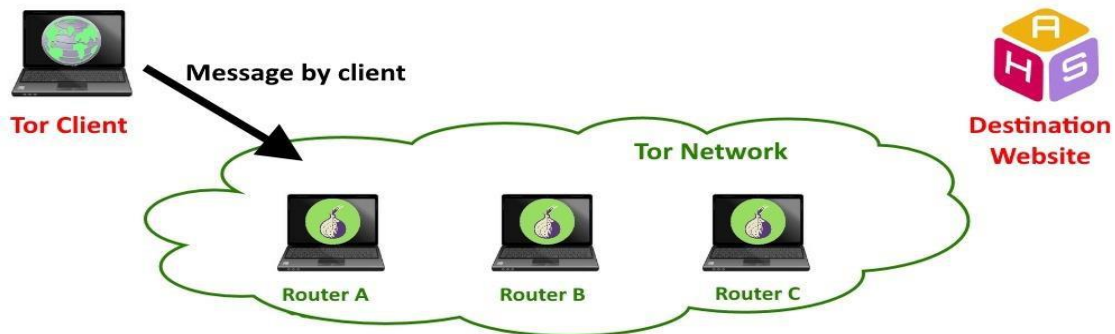 Message by client
Tor Client
A
H S
Destination
Website
Tor Network
Router A
Router B
Router C